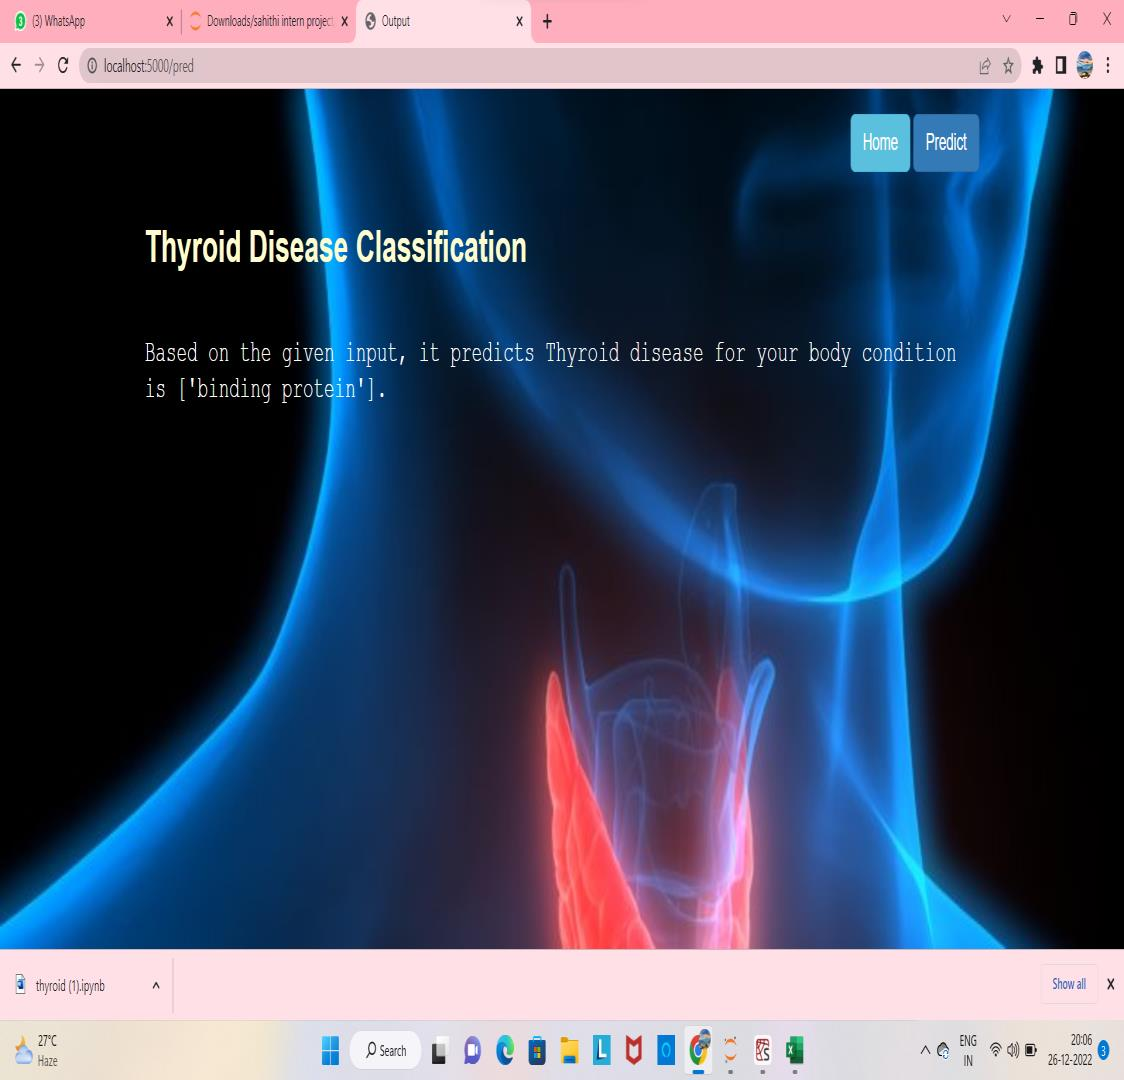 (3) WhatsApp
Downloads/sahithi intern project
Output
localhost:5000/pred
Home Predict
Thyroid Disease Classification
Based on the given input, it predicts Thyroid disease for your body condition
is ['binding protein'].
thyroid (1).ipynb
Show all
27°C
Haze
Search
ENG
IN
20:06
26-12-2022
3